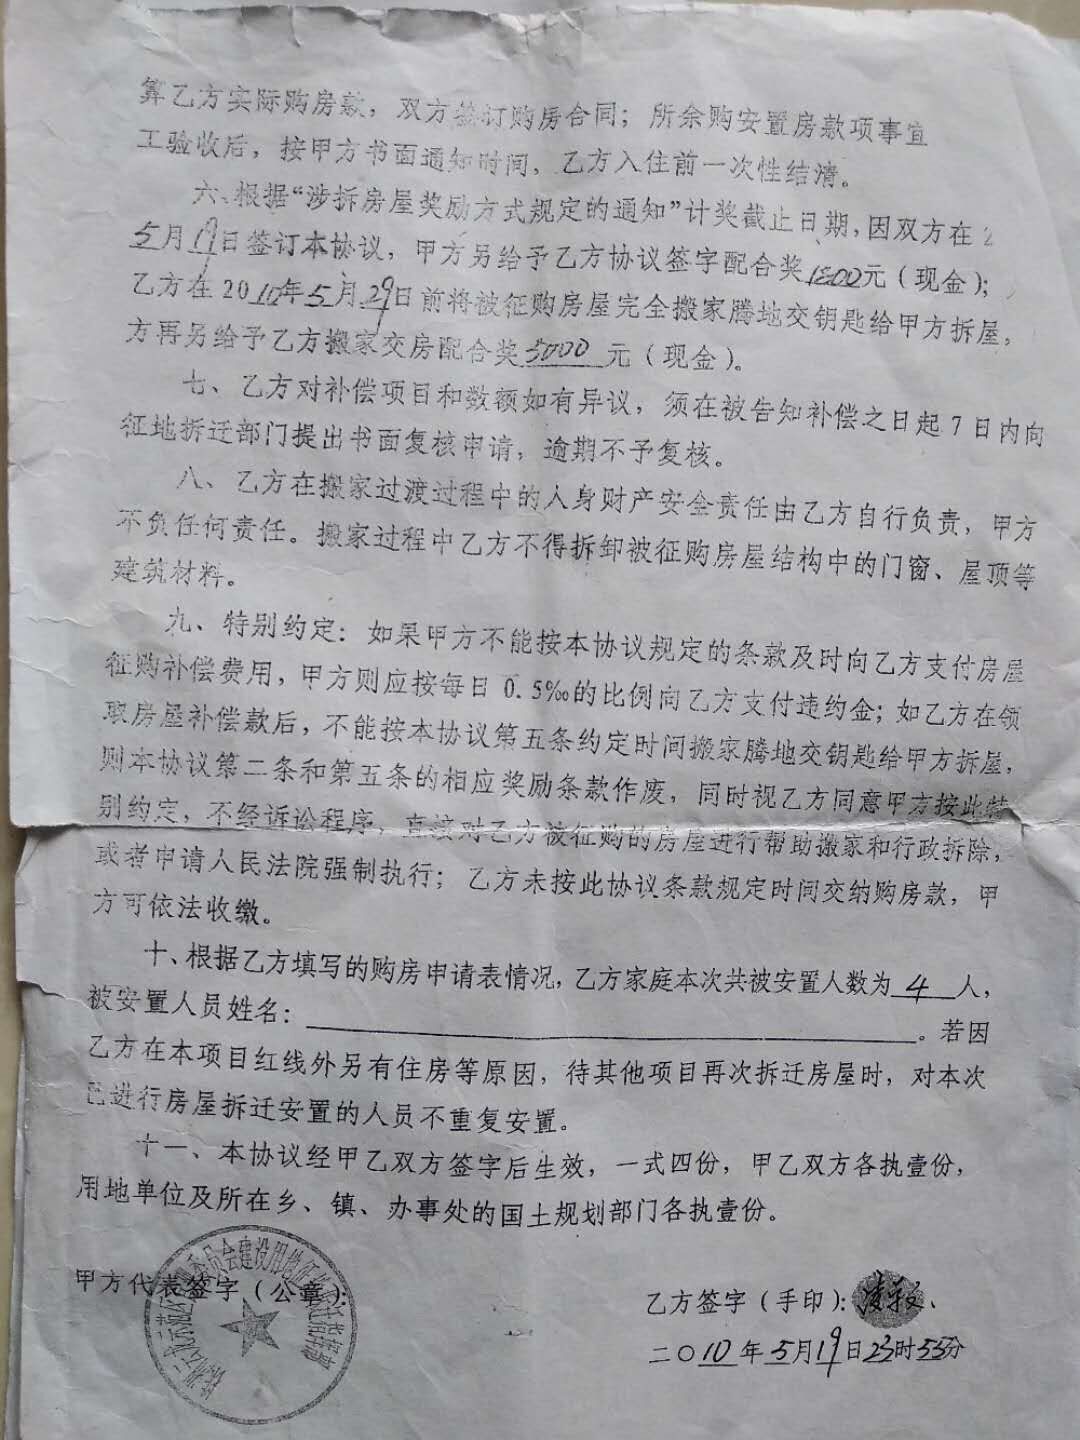 算乙方实际购房款，双方签订购房合同；所余购安置房款项事宜
工验收后，按甲方书面通知时间，乙方入住前一次性结清。
六、根据“涉拆房屋奖励方式规定的通知”计奖截止日期，因双方在2
5月19日签订本协议，甲方另给予乙方协议签字配合奖1800元（现金）；
乙方在2010年5月29日前将被征购房屋完全搬家腾地交钥匙给甲方拆屋，
方再另给予乙方搬家交房配合奖5000元（现金）。
七、乙方对补偿项目和数额如有异议，须在被告知补偿之日起7日内向
征地拆迁部门提出书面复核申请，逾期不予复核。
八、乙方在搬家过渡过程中的人身财产安全责任由乙方自行负责，甲方
不负任何责任。搬家过程中乙方不得拆卸被征购房屋结构中的门窗、屋顶等
建筑材料。
九、特别约定：如果甲方不能按本协议规定的条款及时向乙方支付房屋
征购补偿费用，甲方则应按每日0.5‰的比例向乙方支付违约金；如乙方在领
取房屋补偿款后，不能按本协议第五条约定时间搬家腾地交钥匙给甲方拆屋，
则本协议第二条和第五条的相应奖励条款作废，同时视乙方同意甲方按此特
别约定，不经诉讼程序，直接对乙方被征购的房屋进行帮助搬家和行政拆除，
或者申请人民法院强制执行；乙方未按此协议条款规定时间交纳购房款，甲
方可依法收缴。
十、根据乙方填写的购房申请表情况，乙方家庭本次共被安置人数为4人，
被安置人员姓名：。若因
乙方在本项目红线外另有住房等原因，待其他项目再次拆迁房屋时，对本次
已进行房屋拆迁安置的人员不重复安置。
十一、本协议经甲乙双方签字后生效，一式四份，甲乙双方各执壹份，
用地单位及所在乡、镇、办事处的国土规划部门各执壹份。
甲方代表签字（公章）：
乙方签字（手印）：
二〇10年5月19日23时55分